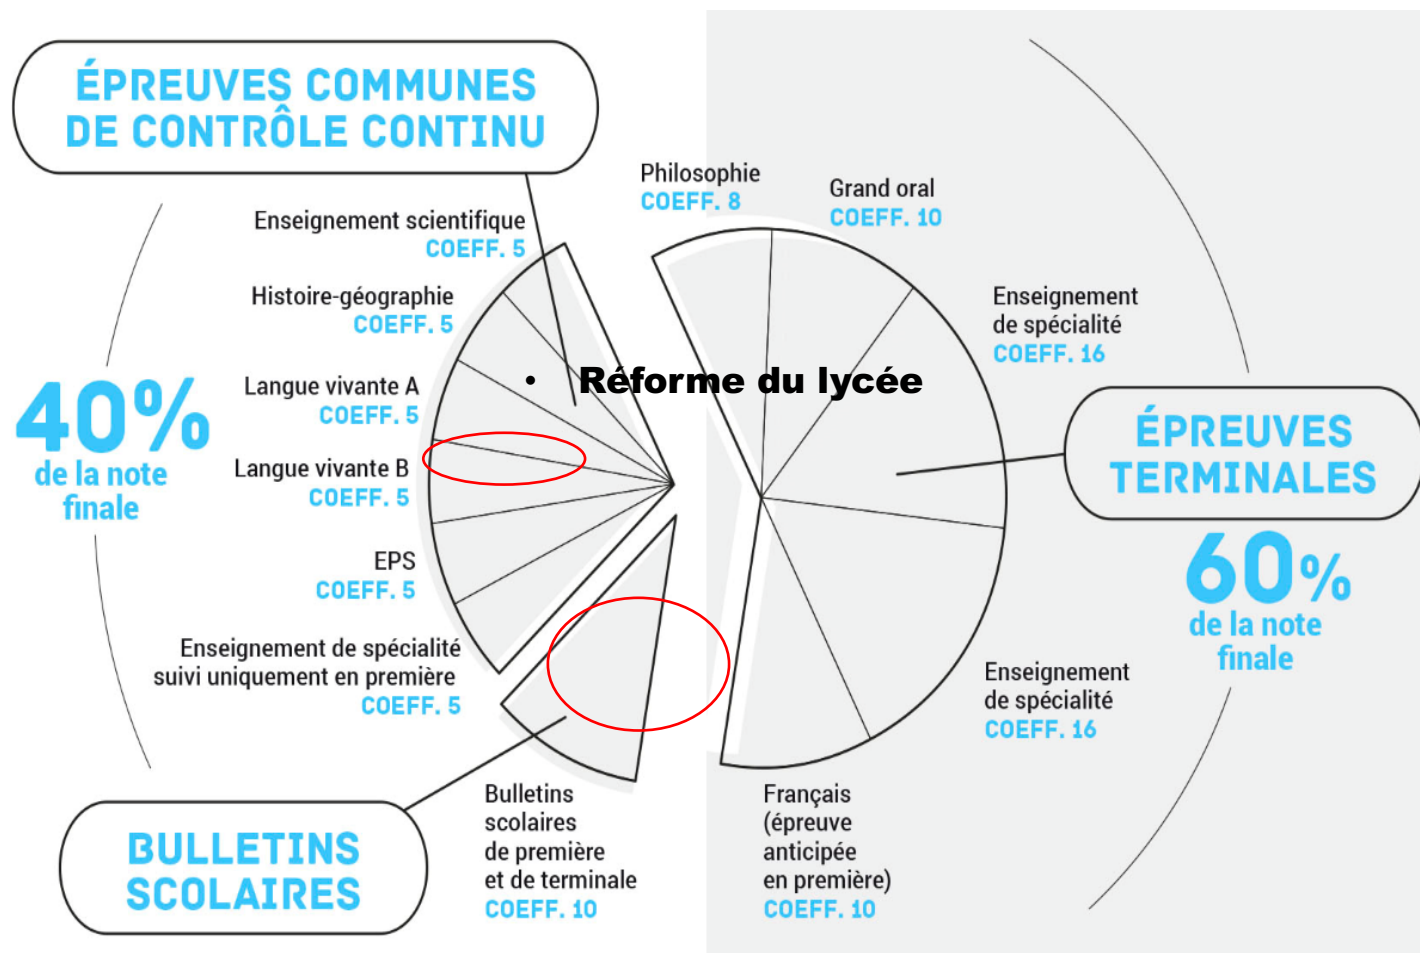 ÉPREUVES COMMUNES
DE CONTRÔLE CONTINU
Enseignement scientifique
COEFF. 5
Histoire-géographie
COEFF. 5
Langue vivante A
COEFF. 5
Langue vivante B
COEFF. 5
EPS
COEFF. 5
Enseignement de spécialité
suivi uniquement en première
COEFF. 5
40%
de la note
finale
BULLETINS
SCOLAIRES
Bulletins
scolaires
de première
et de terminale
COEFF. 10
• Réforme du lycée
Philosophie
COEFF. 8
Grand oral
COEFF. 10
Enseignement
de spécialité
COEFF. 16
ÉPREUVES
TERMINALES
60%
de la note
finale
Enseignement
de spécialité
COEFF. 16
Français
(épreuve
anticipée
en première)
COEFF. 10